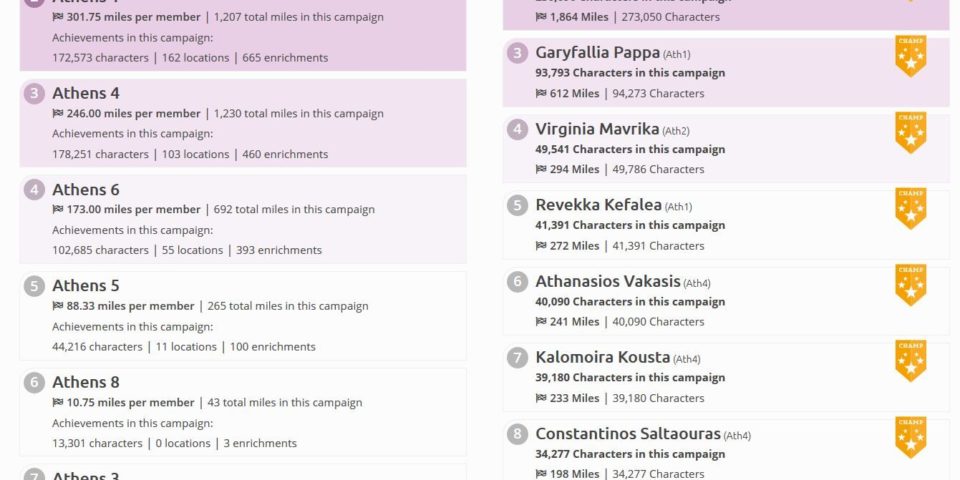 301.75 miles per member | 1,207 total miles in this campaign
Achievements in this campaign:
172,573 characters | 162 locations | 665 enrichments
3 Athens 4
246.00 miles per member | 1,230 total miles in this campaign
Achievements in this campaign:
178,251 characters | 103 locations | 460 enrichments
4 Athens 6
173.00 miles per member | 692 total miles in this campaign
Achievements in this campaign:
102,685 characters | 55 locations | 393 enrichments
5 Athens 5
88.33 miles per member | 265 total miles in this campaign
Achievements in this campaign:
44,216 characters | 11 locations | 100 enrichments
6 Athens 8
10.75 miles per member | 43 total miles in this campaign
Achievements in this campaign:
13,301 characters | 0 locations | 3 enrichments
7 Athens 3
Characters in this campaign
1,864 Miles | 273,050 Characters
3 Garyfallia Pappa (Ath1)
CHAMP
93,793 Characters in this campaign
612 Miles | 94,273 Characters
4 Virginia Mavrika (Ath2)
CHAMP
49,541 Characters in this campaign
294 Miles | 49,786 Characters
5 Revekka Kefalea (Ath1)
CHAMP
41,391 Characters in this campaign
272 Miles | 41,391 Characters
6 Athanasios Vakasis (Ath4)
CHAMP
40,090 Characters in this campaign
241 Miles | 40,090 Characters
7 Kalomoira Kousta (Ath4)
CHAMP
39,180 Characters in this campaign
233 Miles | 39,180 Characters
8 Constantinos Saltaouras (Ath4)
CHAMP
34,277 Characters in this campaign
198 Miles | 34,277 Characters